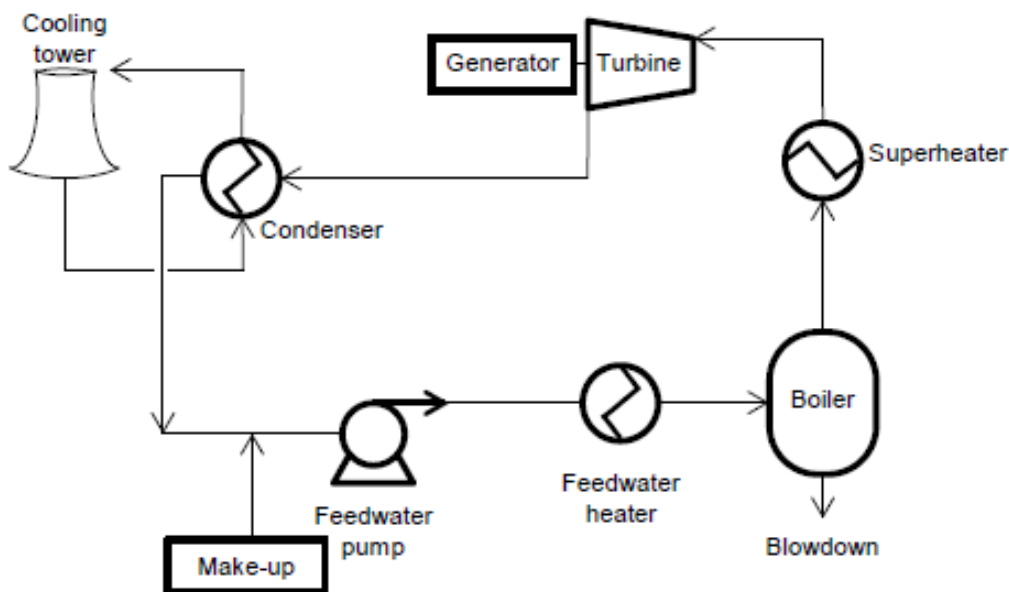 Cooling
tower
Generator
Turbine
Superheater
Condenser
Boiler
Feedwater
pump
Feedwater
heater
Blowdown
Make-up